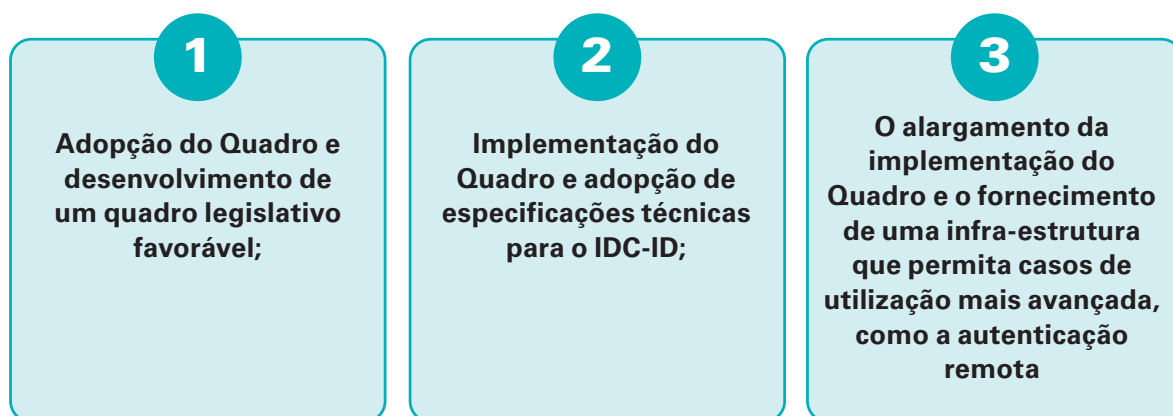 1
Adopção do Quadro e
desenvolvimento de
um quadro legislativo
favorável;
2
Implementação do
Quadro e adopção de
especificações técnicas
para o IDC-ID;
3
O alargamento da
implementação do
Quadro e o fornecimento
de uma infra-estrutura
que permita casos de
utilização mais avançada,
como a autenticação
remota